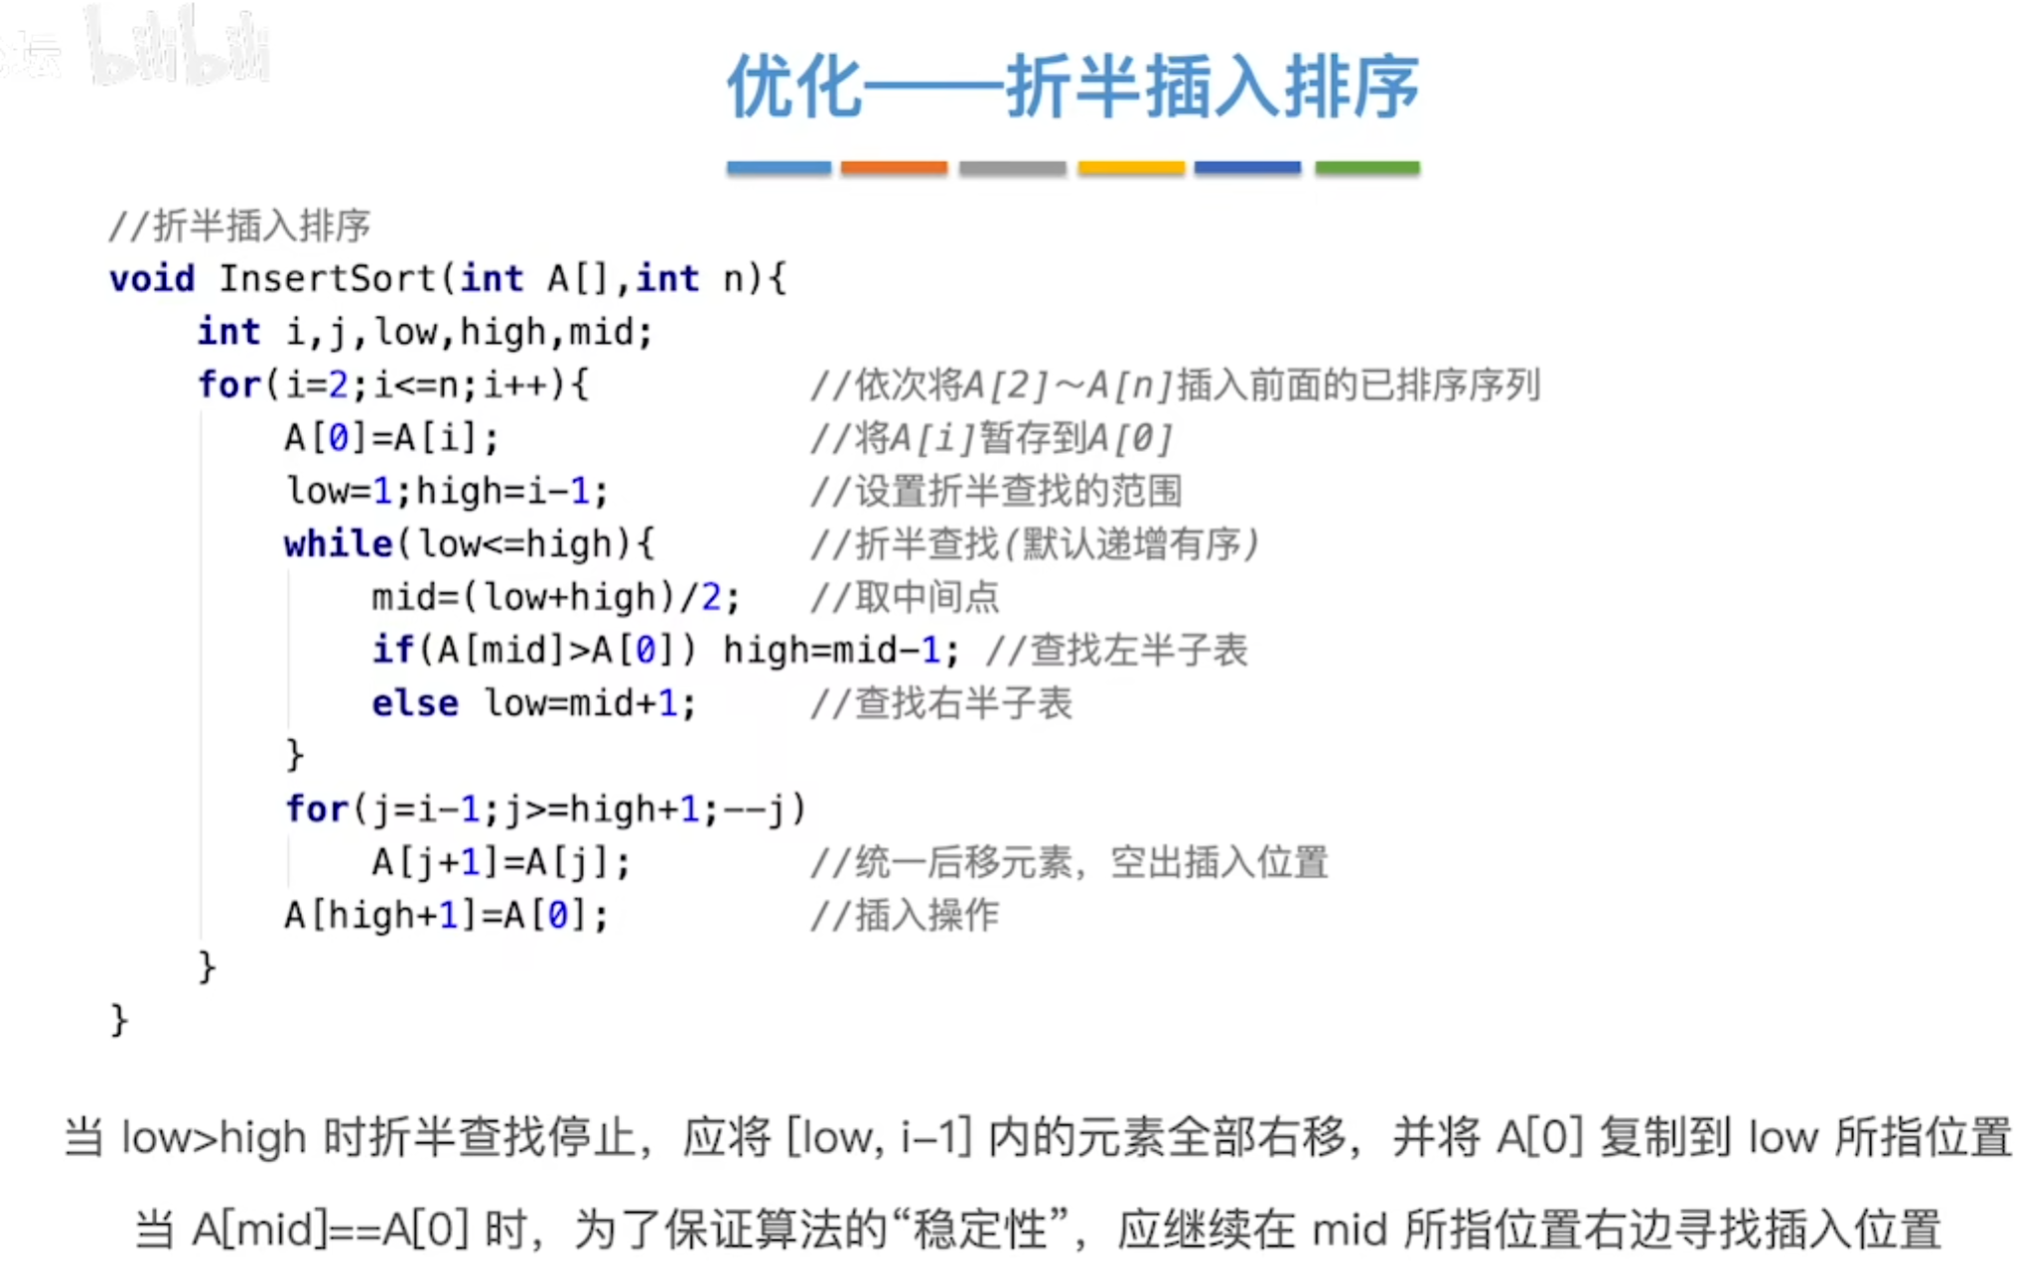 坛 bilibili
优化——折半插入排序
//折半插入排序
void InsertSort(int A[],int n){
int i,j,low,high,mid;
for(i=2;i<=n;i++){ //依次将A[2]～A[n]插入前面的已排序序列
A[0]=A[i]; //将A[i]暂存到A[0]
low=1;high=i-1; //设置折半查找的范围
while(low<=high){ //折半查找(默认递增有序)
mid=(low+high)/2; //取中间点
if(A[mid]>A[0]) high=mid-1; //查找左半子表
else low=mid+1; //查找右半子表
}
for(j=i-1;j>=high+1;--j)
A[j+1]=A[j]; //统一后移元素，空出插入位置
A[high+1]=A[0]; //插入操作
}
}
当 low>high 时折半查找停止，应将 [low, i-1] 内的元素全部右移，并将 A[0] 复制到 low 所指位置
当 A[mid]==A[0] 时，为了保证算法的“稳定性”，应继续在 mid 所指位置右边寻找插入位置